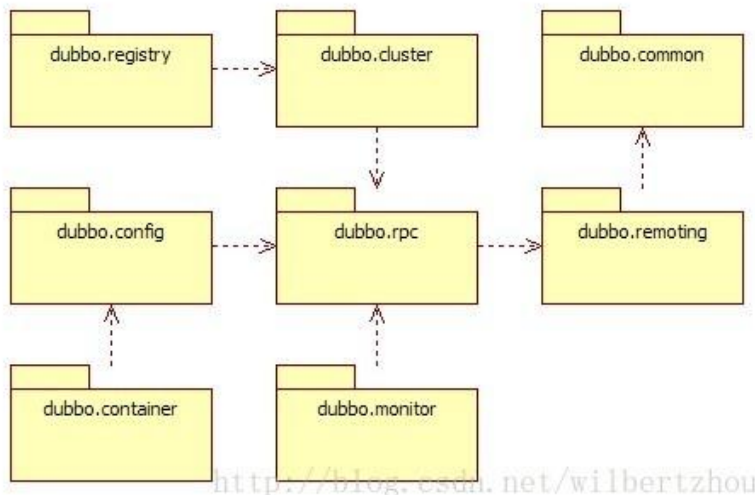 dubbo.registry
dubbo.cluster
dubbo.common
dubbo.config
dubbo.rpc
dubbo.remoting
dubbo.container
dubbo.monitor
http://blog.csdn.net/wilbertzhou